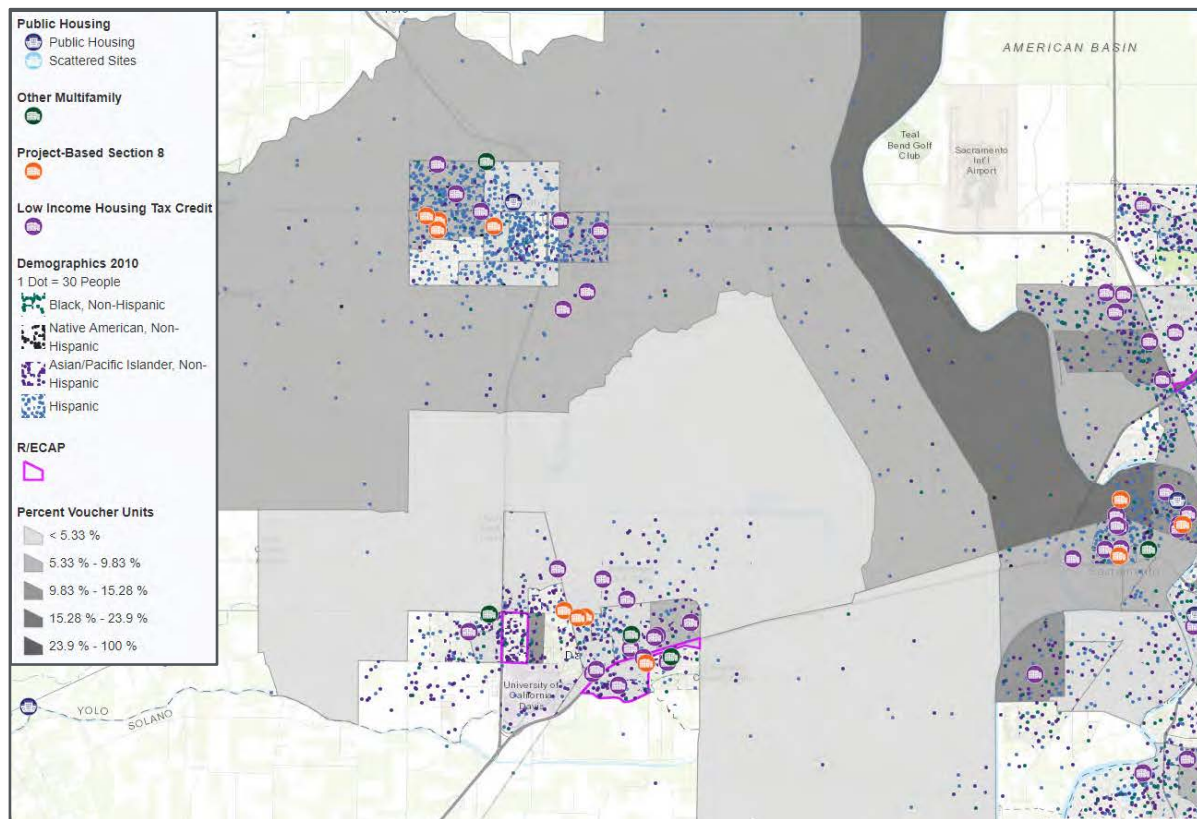 Public Housing
Public Housing
Scattered Sites
Other Multifamily
Project-Based Section 8
Low Income Housing Tax Credit
Demographics 2010
1 Dot = 30 People
Black, Non-Hispanic
Native American, Non-
Hispanic
Asian/Pacific Islander, Non-
Hispanic
Hispanic
R/ECAP
Percent Voucher Units
< 5.33 %
5.33 % - 9.83 %
9.83 % - 15.28 %
15.28 % - 23.9 %
23.9 % - 100 %
AMERICAN BASIN
Teal
Bend Golf
Club
Sacramento
Int'l
Airport
University of
California
Davis
YOLO
SOLANO